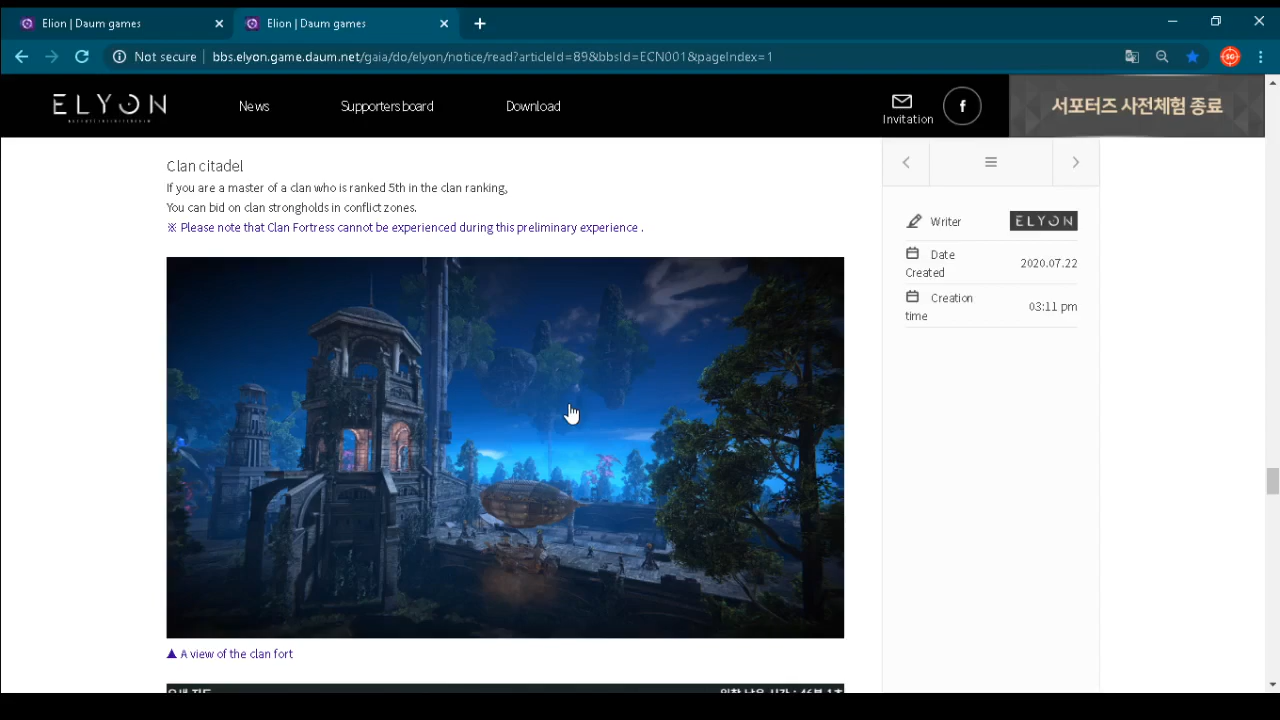 Elion | Daum games
Elion | Daum games
Not secure
bbs.elyon.game.daum.net/gaia/do/elyon/notice/read?articleId=89&bbsId=ECN001&pageIndex=1
ELYON
News
Supporters board
Download
Invitation
f
서포터즈 사전체험 종료
Clan citadel
If you are a master of a clan who is ranked 5th in the clan ranking,
You can bid on clan strongholds in conflict zones.
※ Please note that Clan Fortress cannot be experienced during this preliminary experience .
▲ A view of the clan fort
Writer
ELYON
Date
Created
2020.07.22
Creation
time
03:11 pm